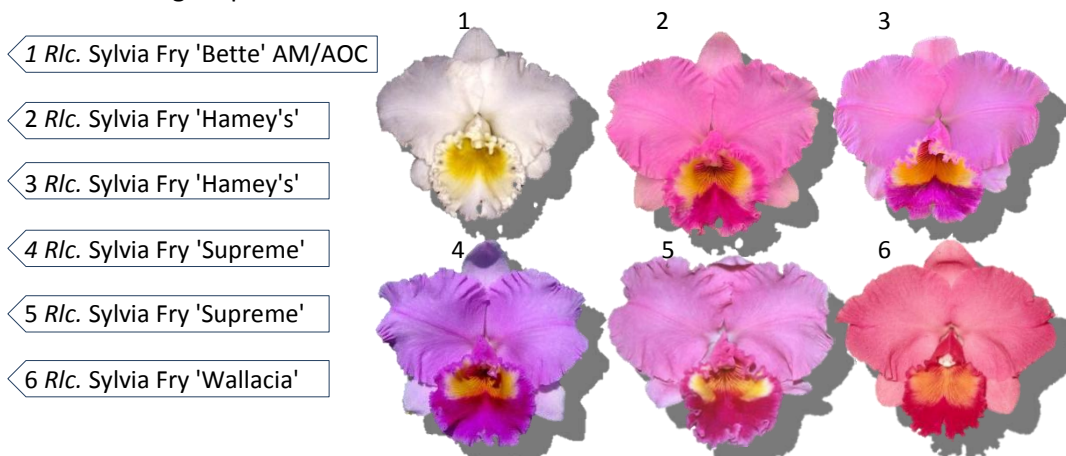 1 Rlc. Sylvia Fry 'Bette' AM/AOC
2 Rlc. Sylvia Fry 'Hamey's'
3 Rlc. Sylvia Fry 'Hamey's'
4 Rlc. Sylvia Fry 'Supreme'
5 Rlc. Sylvia Fry 'Supreme'
6 Rlc. Sylvia Fry 'Wallacia'
1 2 3
4 5 6